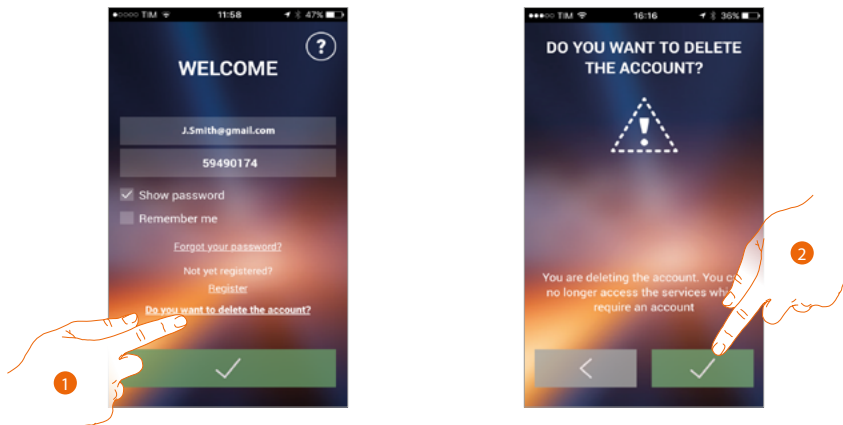 TIM 11:58 47%
?
WELCOME
J.Smith@gmail.com
59490174
Show password
Remember me
Forgot your password?
Not yet registered?
Register
Do you want to delete the account?
1
TIM 16:16 36%
DO YOU WANT TO DELETE
THE ACCOUNT?
!
You are deleting the account. You
no longer access the services
require an account
2